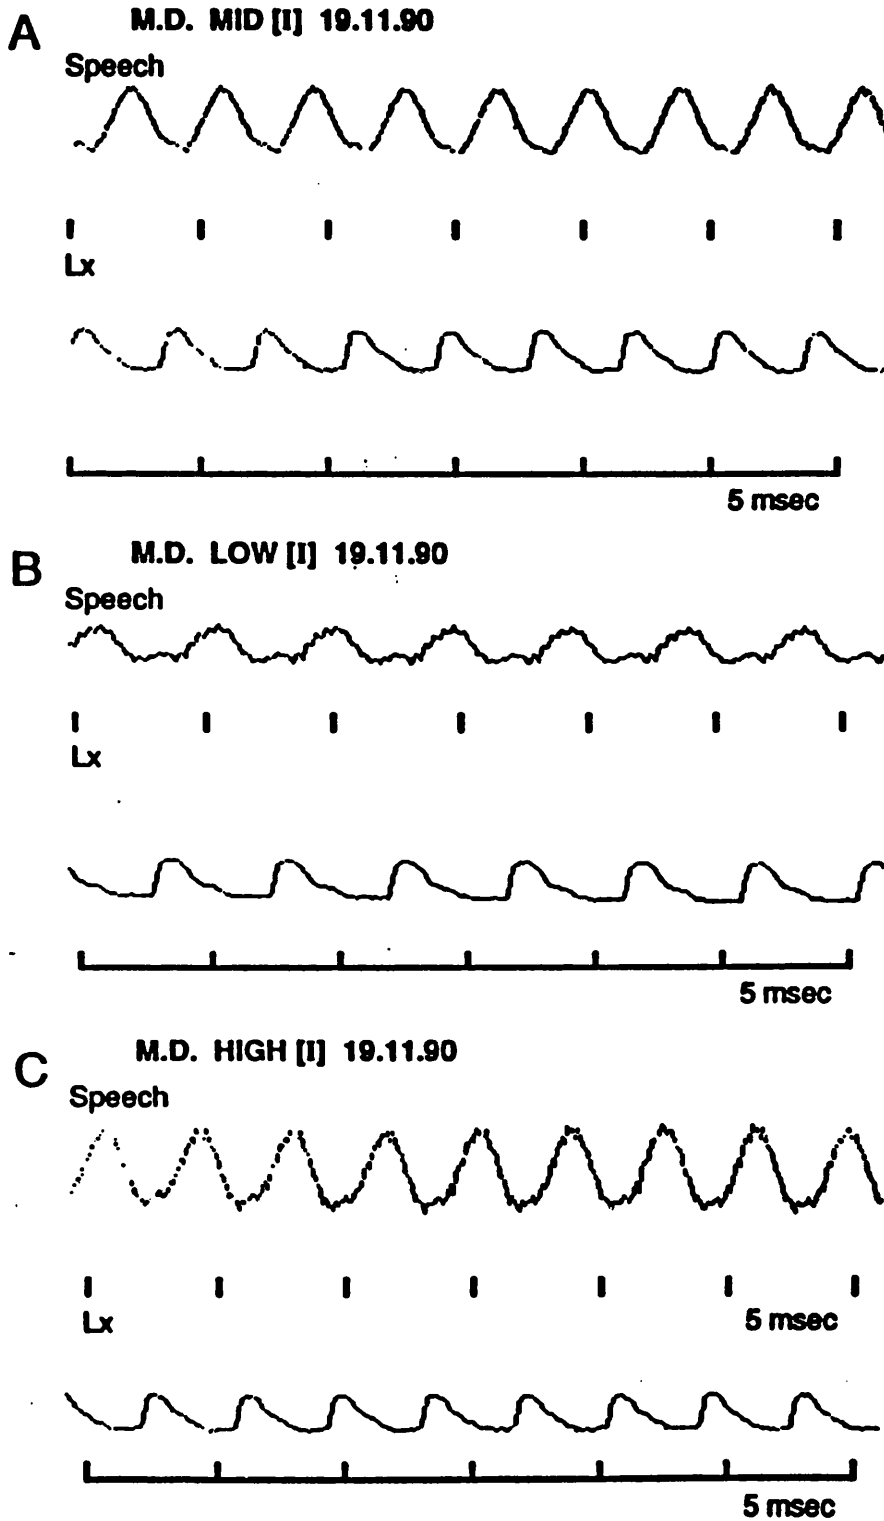 A
M.D. MID [I] 19.11.90
Speech
Lx
5 msec
B
M.D. LOW [I] 19.11.90
Speech
Lx
5 msec
C
M.D. HIGH [I] 19.11.90
Speech
Lx 5 msec
5 msec